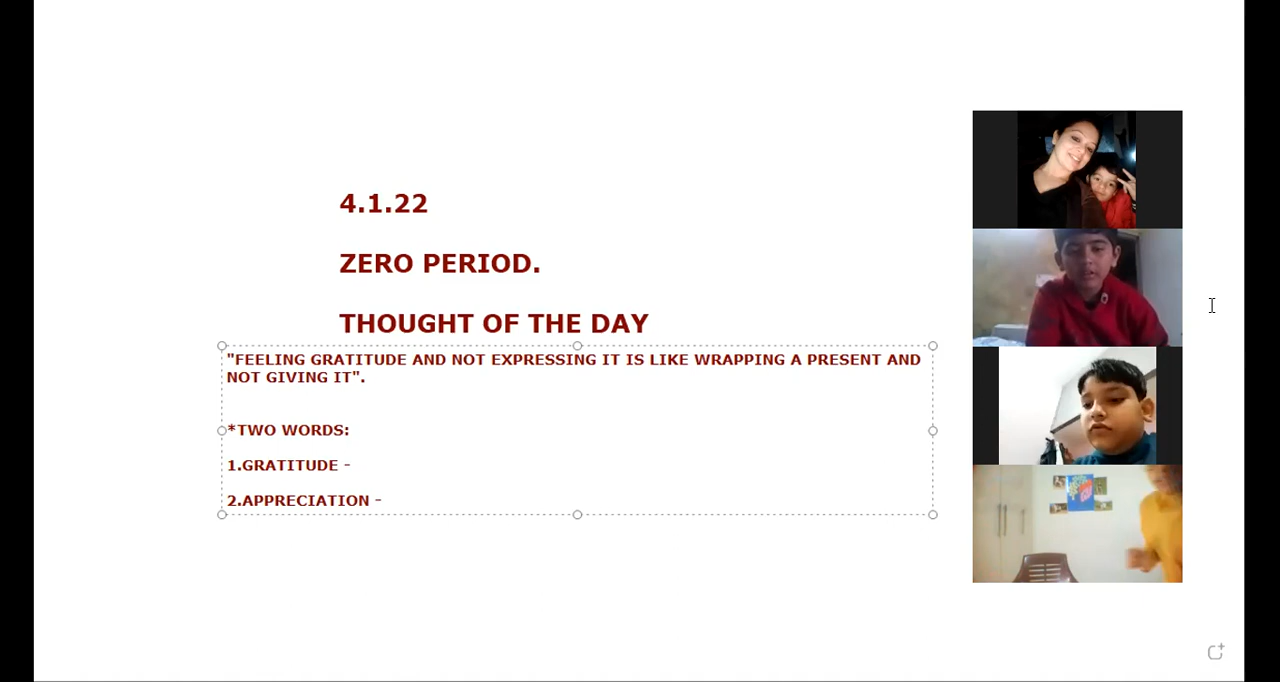 4.1.22
ZERO PERIOD.
THOUGHT OF THE DAY
"FEELING GRATITUDE AND NOT EXPRESSING IT IS LIKE WRAPPING A PRESENT AND
NOT GIVING IT".
*TWO WORDS:
1.GRATITUDE -
2.APPRECIATION -